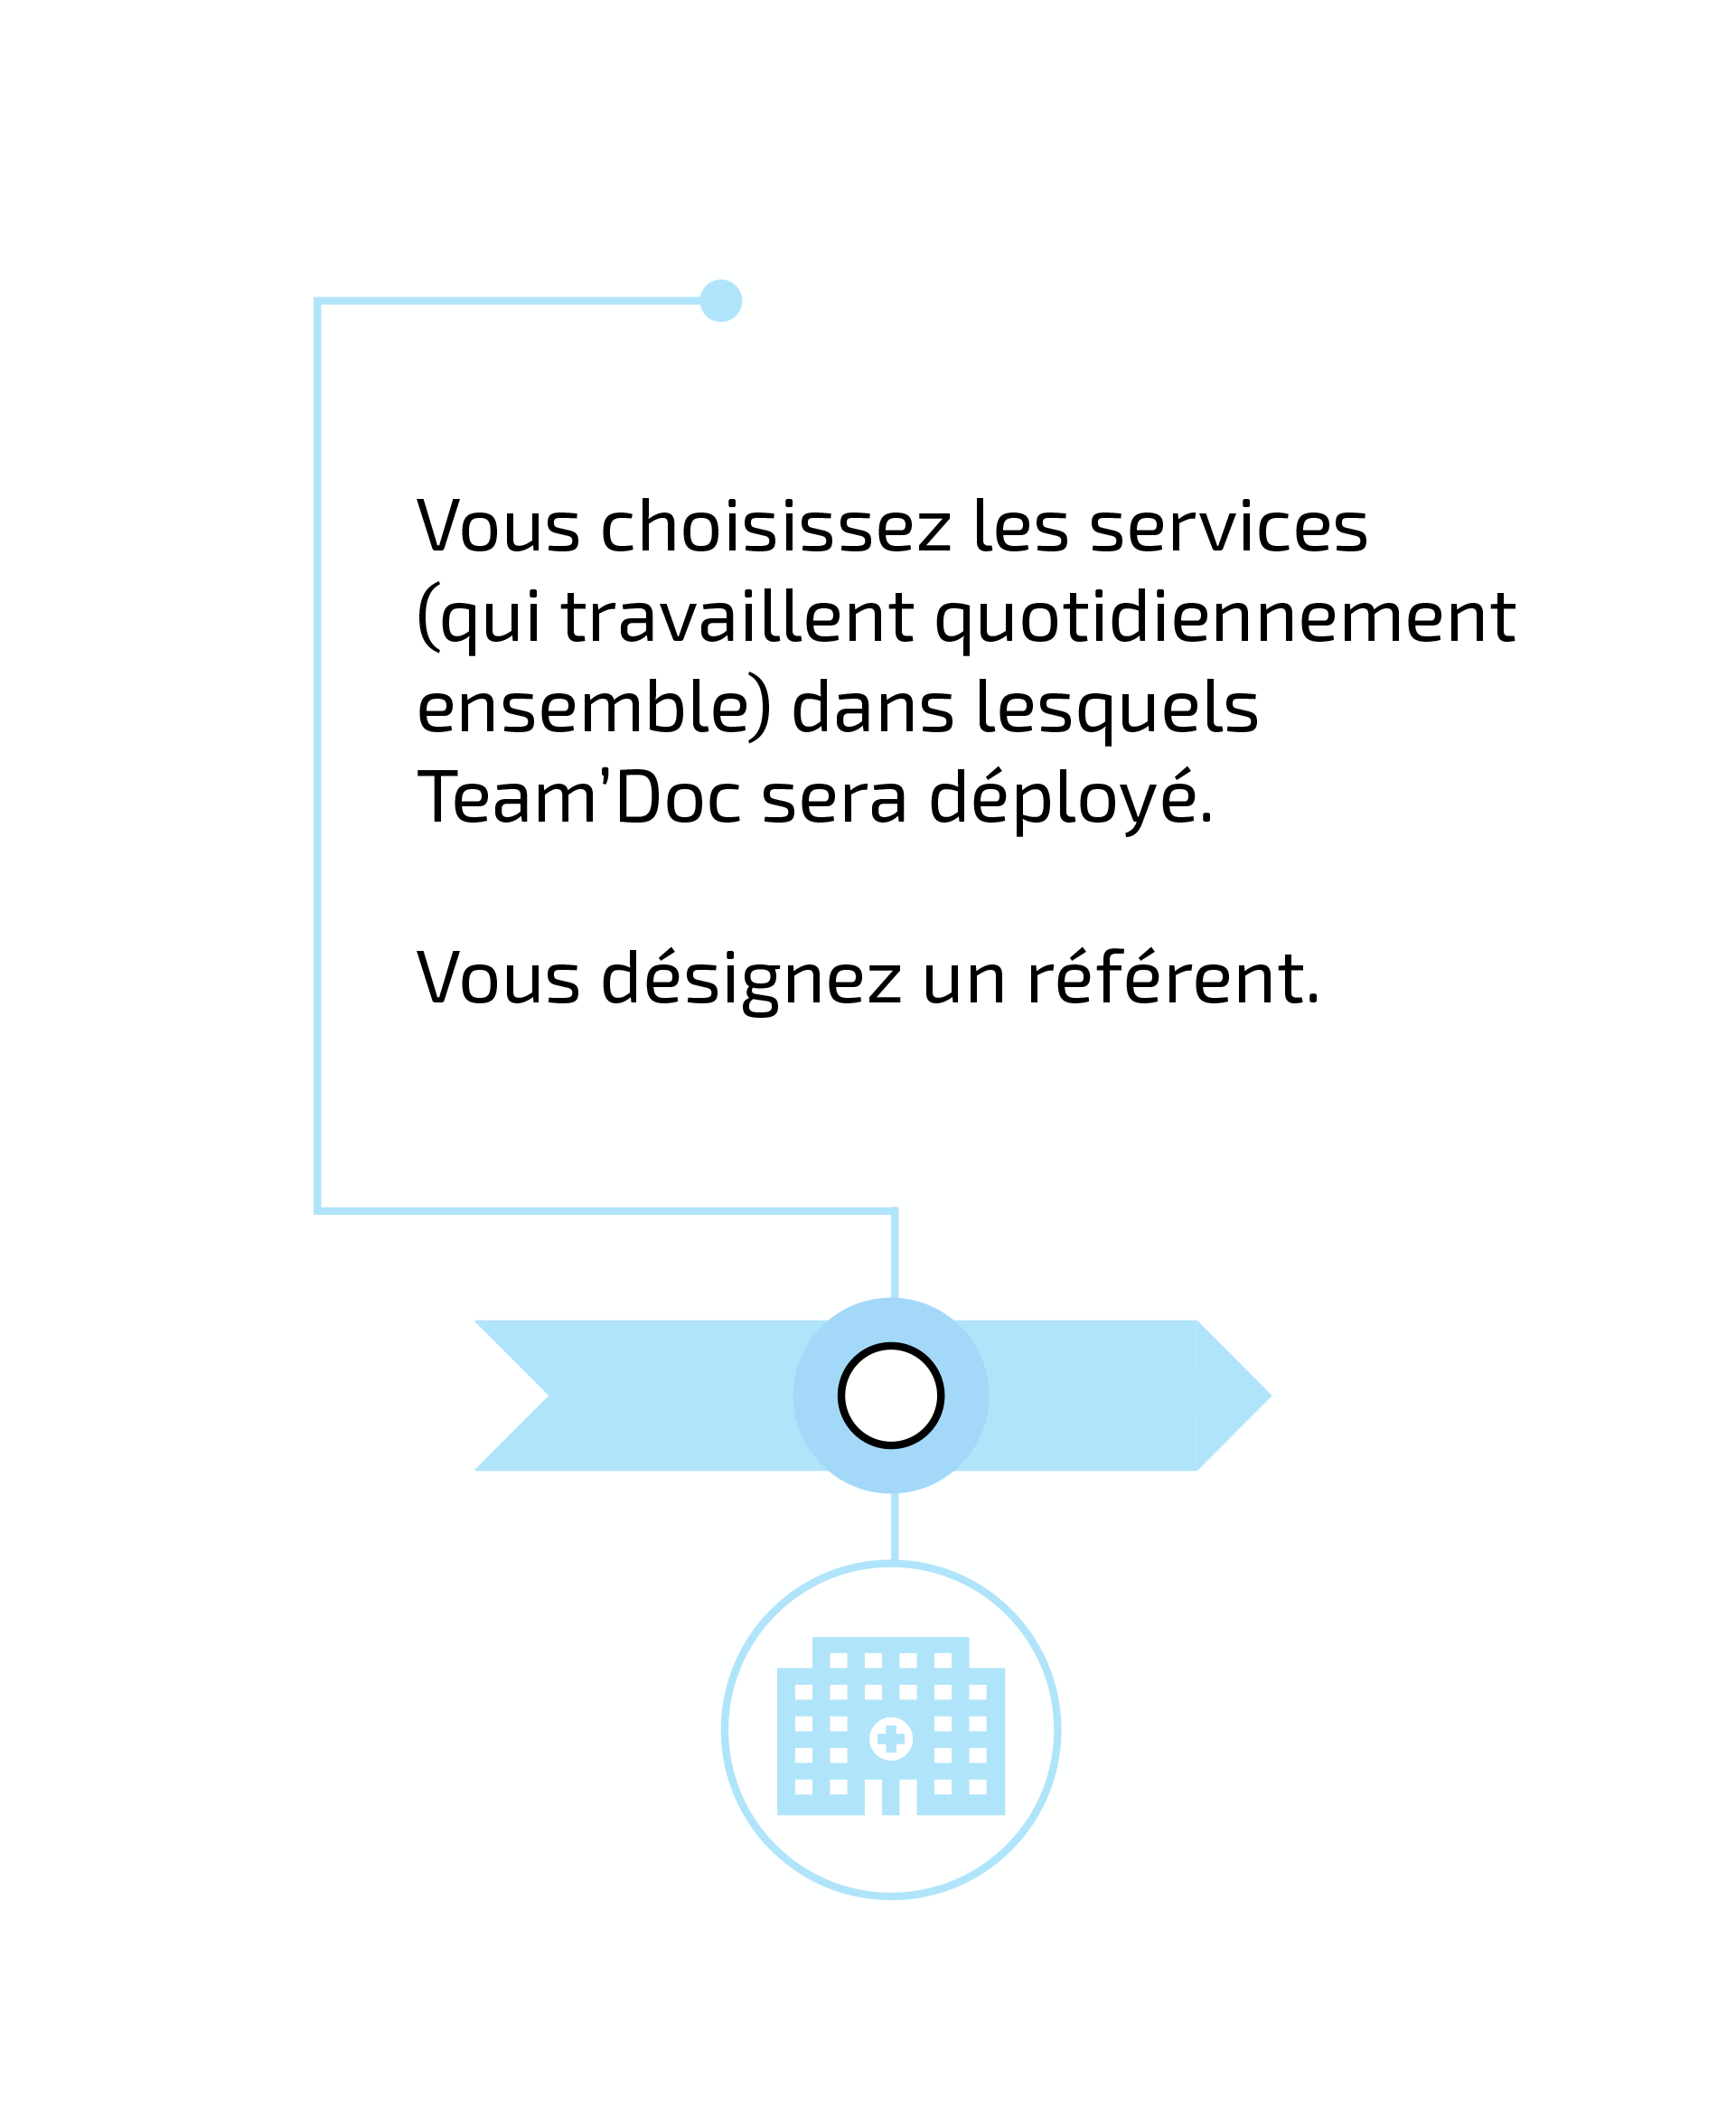 Vous choisissez les services
(qui travaillent quotidiennement
ensemble) dans lesquels
Team’Doc sera déployé.
Vous désignez un référent.